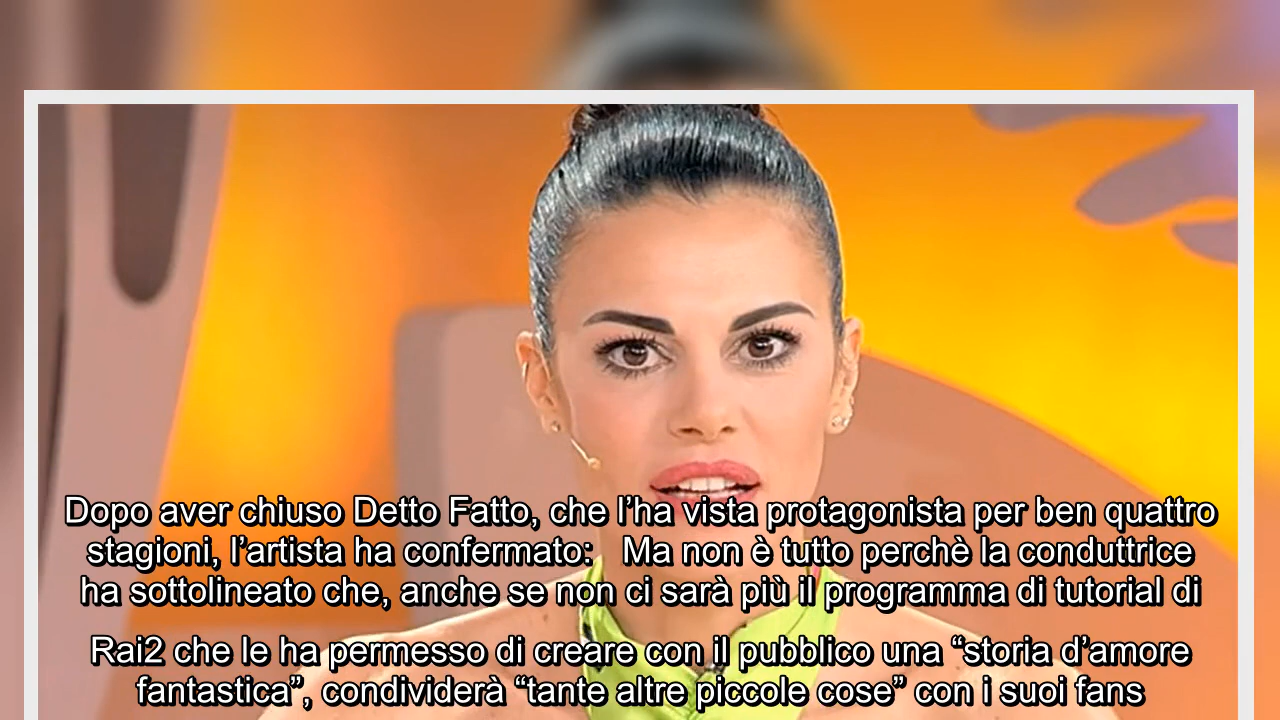 Dopo aver chiuso Detto Fatto, che l’ha vista protagonista per ben quattro
stagioni, l’artista ha confermato:   Ma non è tutto perchè la conduttrice
ha sottolineato che, anche se non ci sarà più il programma di tutorial di
Rai2 che le ha permesso di creare con il pubblico una “storia d’amore
fantastica”, condividerà “tante altre piccole cose” con i suoi fans